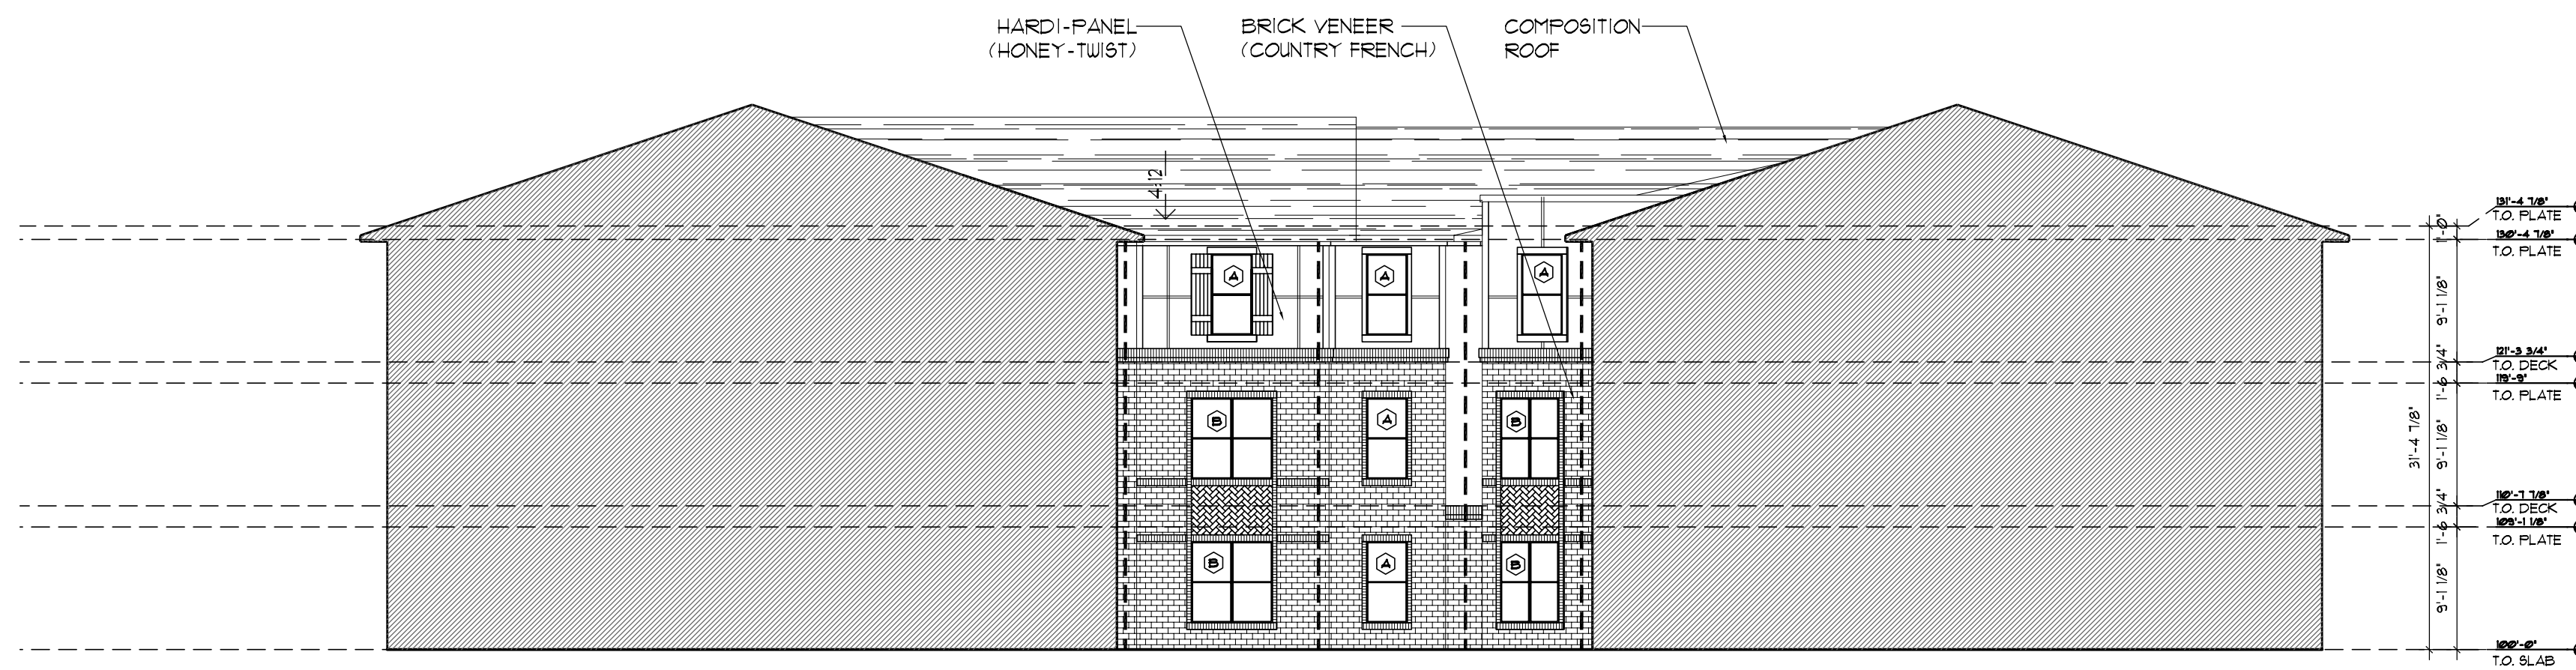 HARDI-PANEL
(HONEY-TWIST)
BRICK VENEER
(COUNTRY FRENCH)
COMPOSITION
ROOF
4:12
A
A
A
B
A
B
B
A
B
131'-4 7/8"
T.O. PLATE
130'-4 7/8"
T.O. PLATE
121'-3 3/4"
T.O. DECK
119'-9"
T.O. PLATE
110'-7 7/8"
T.O. DECK
109'-1 1/8"
T.O. PLATE
100'-0"
T.O. SLAB
1'-0"
9'-1 1/8"
1'-6 3/4"
9'-1 1/8"
1'-6 3/4"
9'-1 1/8"
31'-4 7/8"